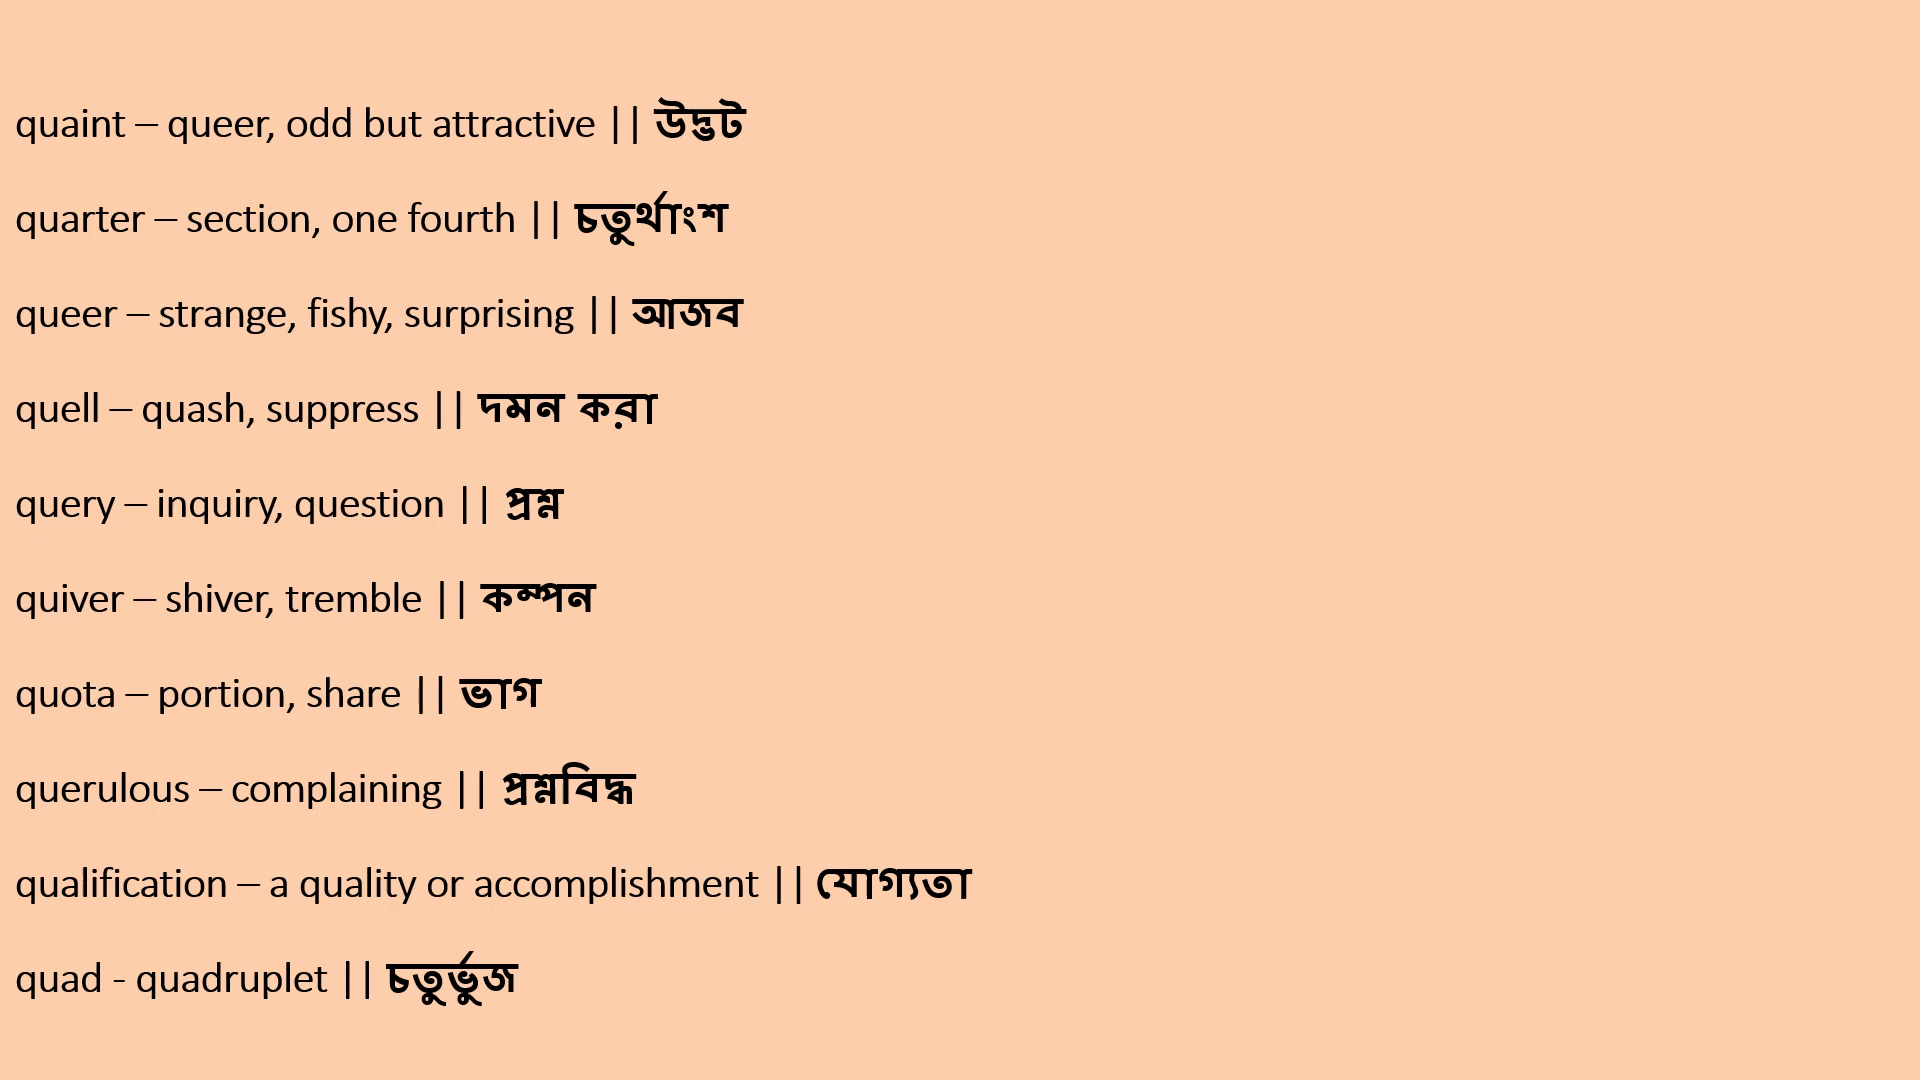 quaint – queer, odd but attractive || উদ্ভট
quarter – section, one fourth || চতুর্থাংশ
queer – strange, fishy, surprising || আজব
quell – quash, suppress || দমন করা
query – inquiry, question || প্রশ্ন
quiver – shiver, tremble || কম্পন
quota – portion, share || ভাগ
querulous – complaining || প্রশ্নবিদ্ধ
qualification – a quality or accomplishment || যোগ্যতা
quad - quadruplet || চতুর্ভুজ